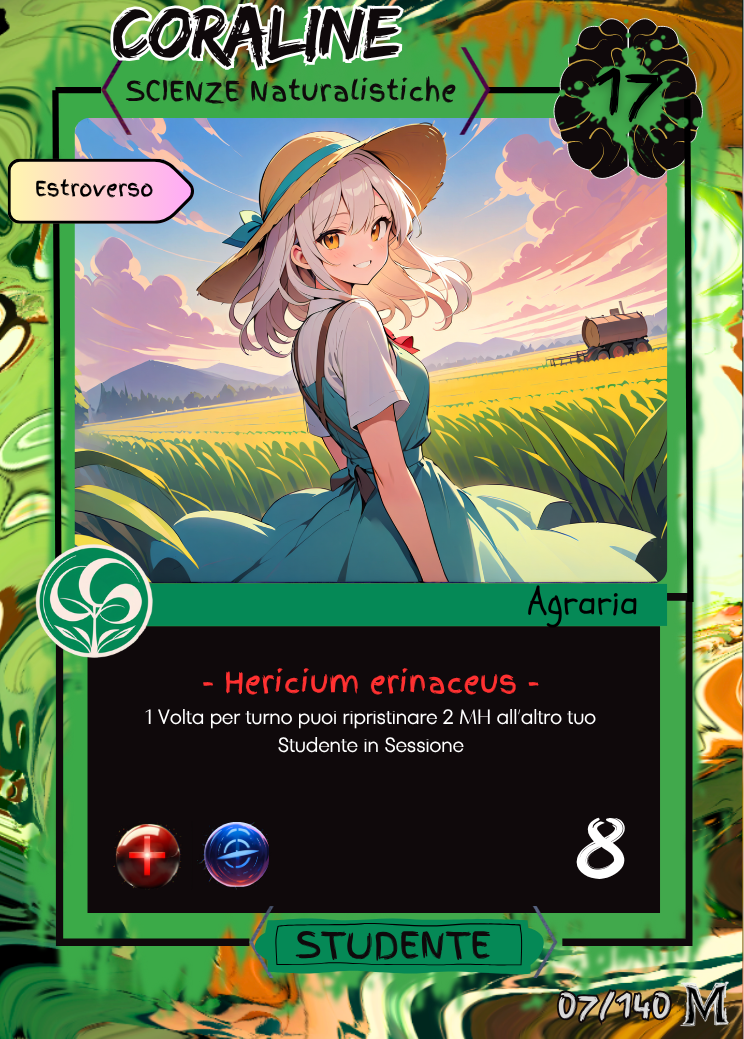 CORALINE
SCIENZE Naturalistiche
17
Estroverso
Agraria
- Hericium erinaceus -
1 Volta per turno puoi ripristinare 2 MH all'altro tuo
Studente in Sessione
8
STUDENTE
07/140 M